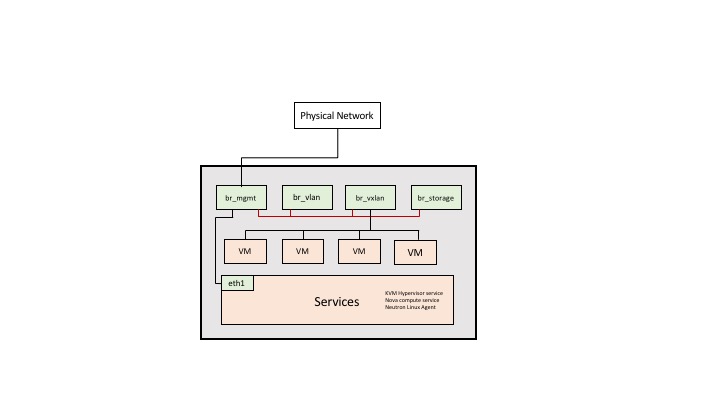 Physical Network
br_mgmt
br_vlan
br_vxlan
br_storage
VM
VM
VM
VM
eth1
Services
KVM Hypervisor service
Nova compute service
Neutron Linux Agent